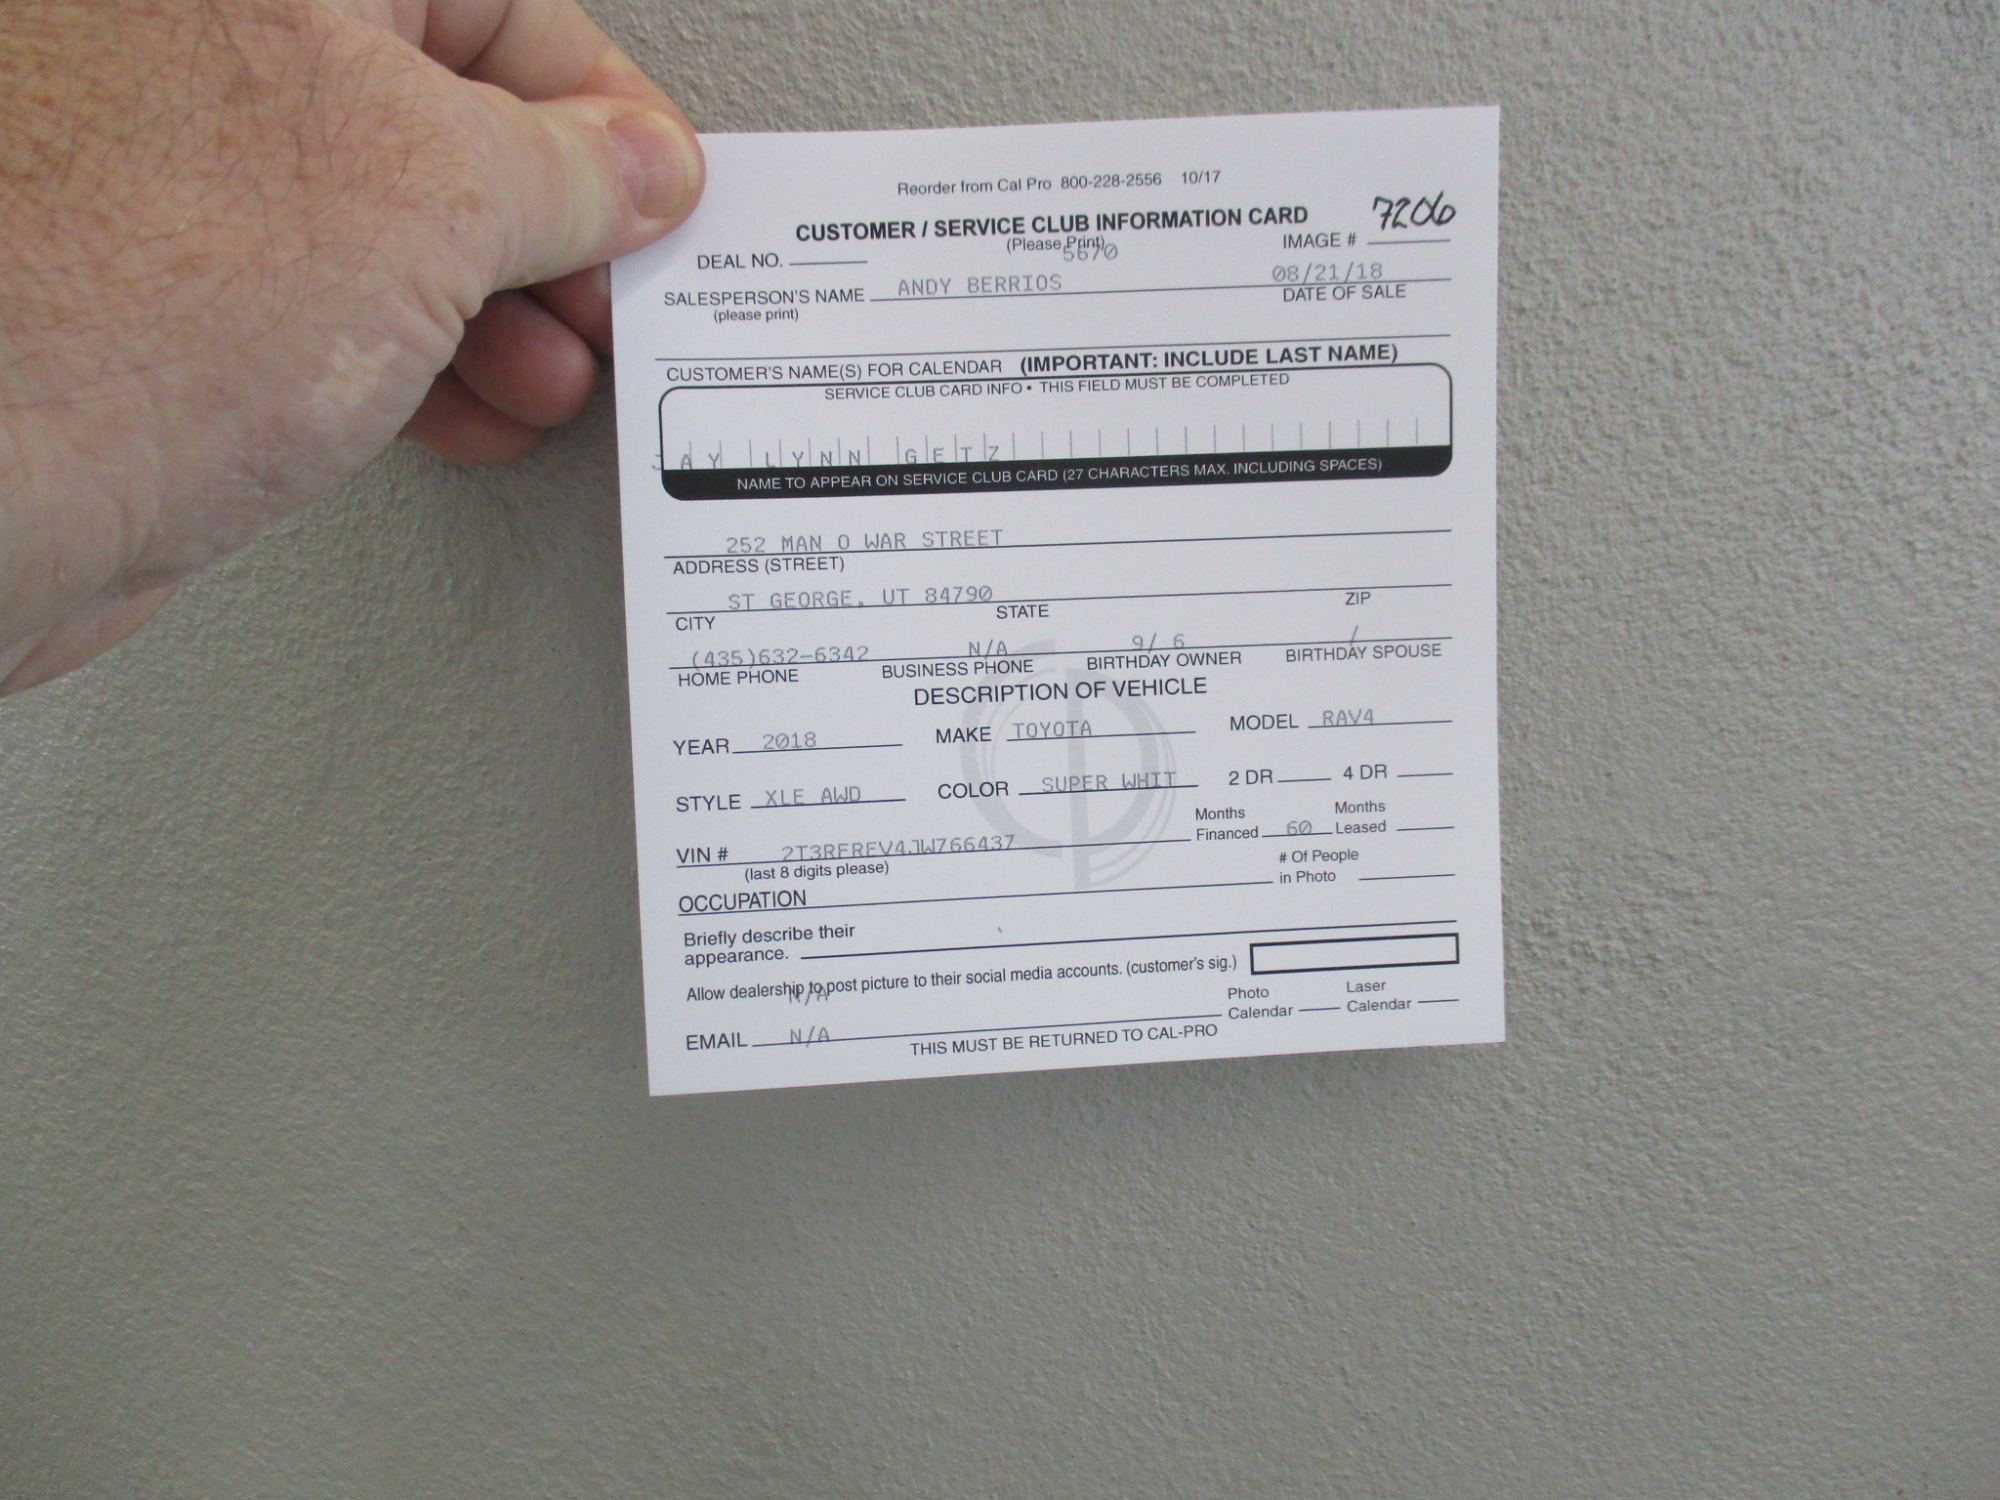 Reorder from Cal Pro 800-228-2556 10/17
CUSTOMER / SERVICE CLUB INFORMATION CARD 7206
(Please Print) IMAGE #
DEAL NO. 5670
SALESPERSON'S NAME ANDY BERRIOS 08/21/18
(please print) DATE OF SALE
CUSTOMER'S NAME(S) FOR CALENDAR (IMPORTANT: INCLUDE LAST NAME)
SERVICE CLUB CARD INFO • THIS FIELD MUST BE COMPLETED
JAY LYNN GETZ
NAME TO APPEAR ON SERVICE CLUB CARD (27 CHARACTERS MAX. INCLUDING SPACES)
252 MAN O WAR STREET
ADDRESS (STREET)
ST GEORGE, UT 84790
CITY STATE ZIP
(435)632-6342 N/A 9/ 6 /
HOME PHONE BUSINESS PHONE BIRTHDAY OWNER BIRTHDAY SPOUSE
DESCRIPTION OF VEHICLE
YEAR 2018 MAKE TOYOTA MODEL RAV4
STYLE XLE AWD COLOR SUPER WHIT 2 DR 4 DR
VIN # 2T3RFREV4JW766437 Months Financed 60 Months Leased
(last 8 digits please)
OCCUPATION # Of People in Photo
Briefly describe their
appearance.
Allow dealership to post picture to their social media accounts. (customer's sig.)
N/A
EMAIL N/A Photo Calendar Laser Calendar
THIS MUST BE RETURNED TO CAL-PRO